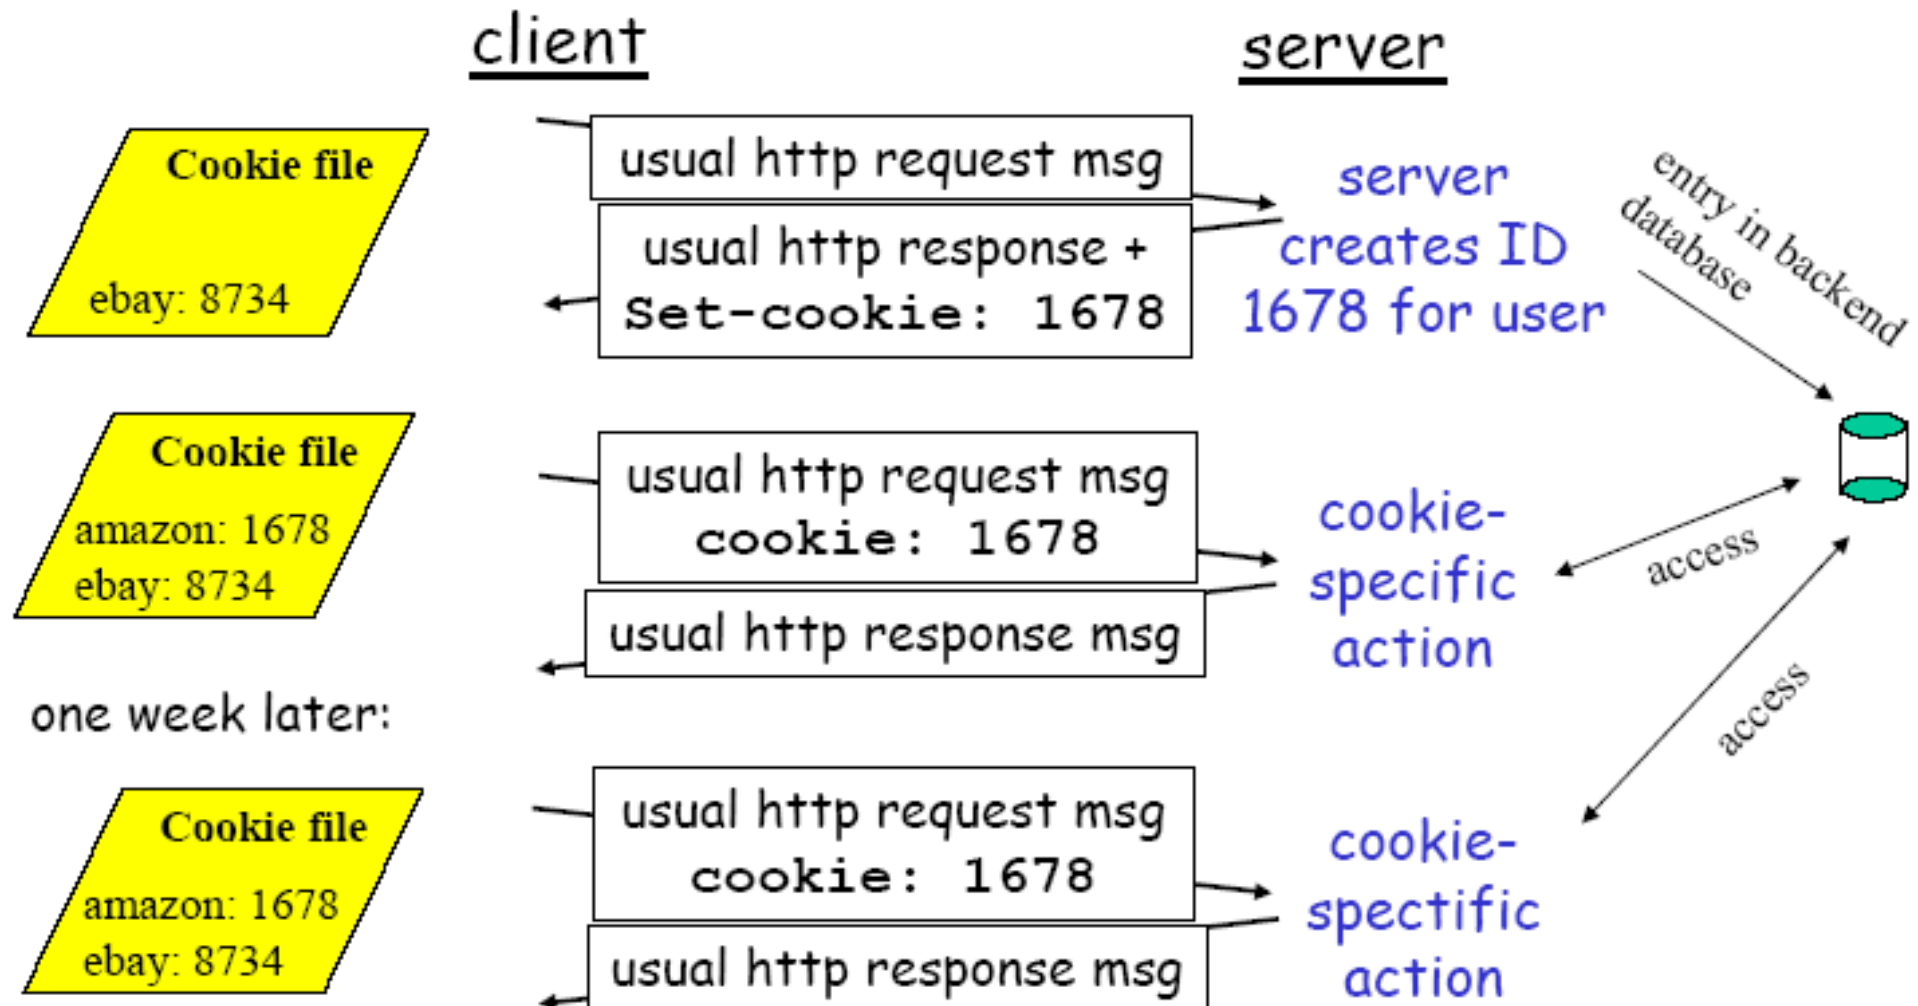 client
server
Cookie file
ebay: 8734
usual http request msg
usual http response +
Set-cookie: 1678
server
creates ID
1678 for user
entry in backend
database
Cookie file
amazon: 1678
ebay: 8734
usual http request msg
cookie: 1678
usual http response msg
cookie-
specific
action
access
access
one week later:
Cookie file
amazon: 1678
ebay: 8734
usual http request msg
cookie: 1678
usual http response msg
cookie-
spectific
action